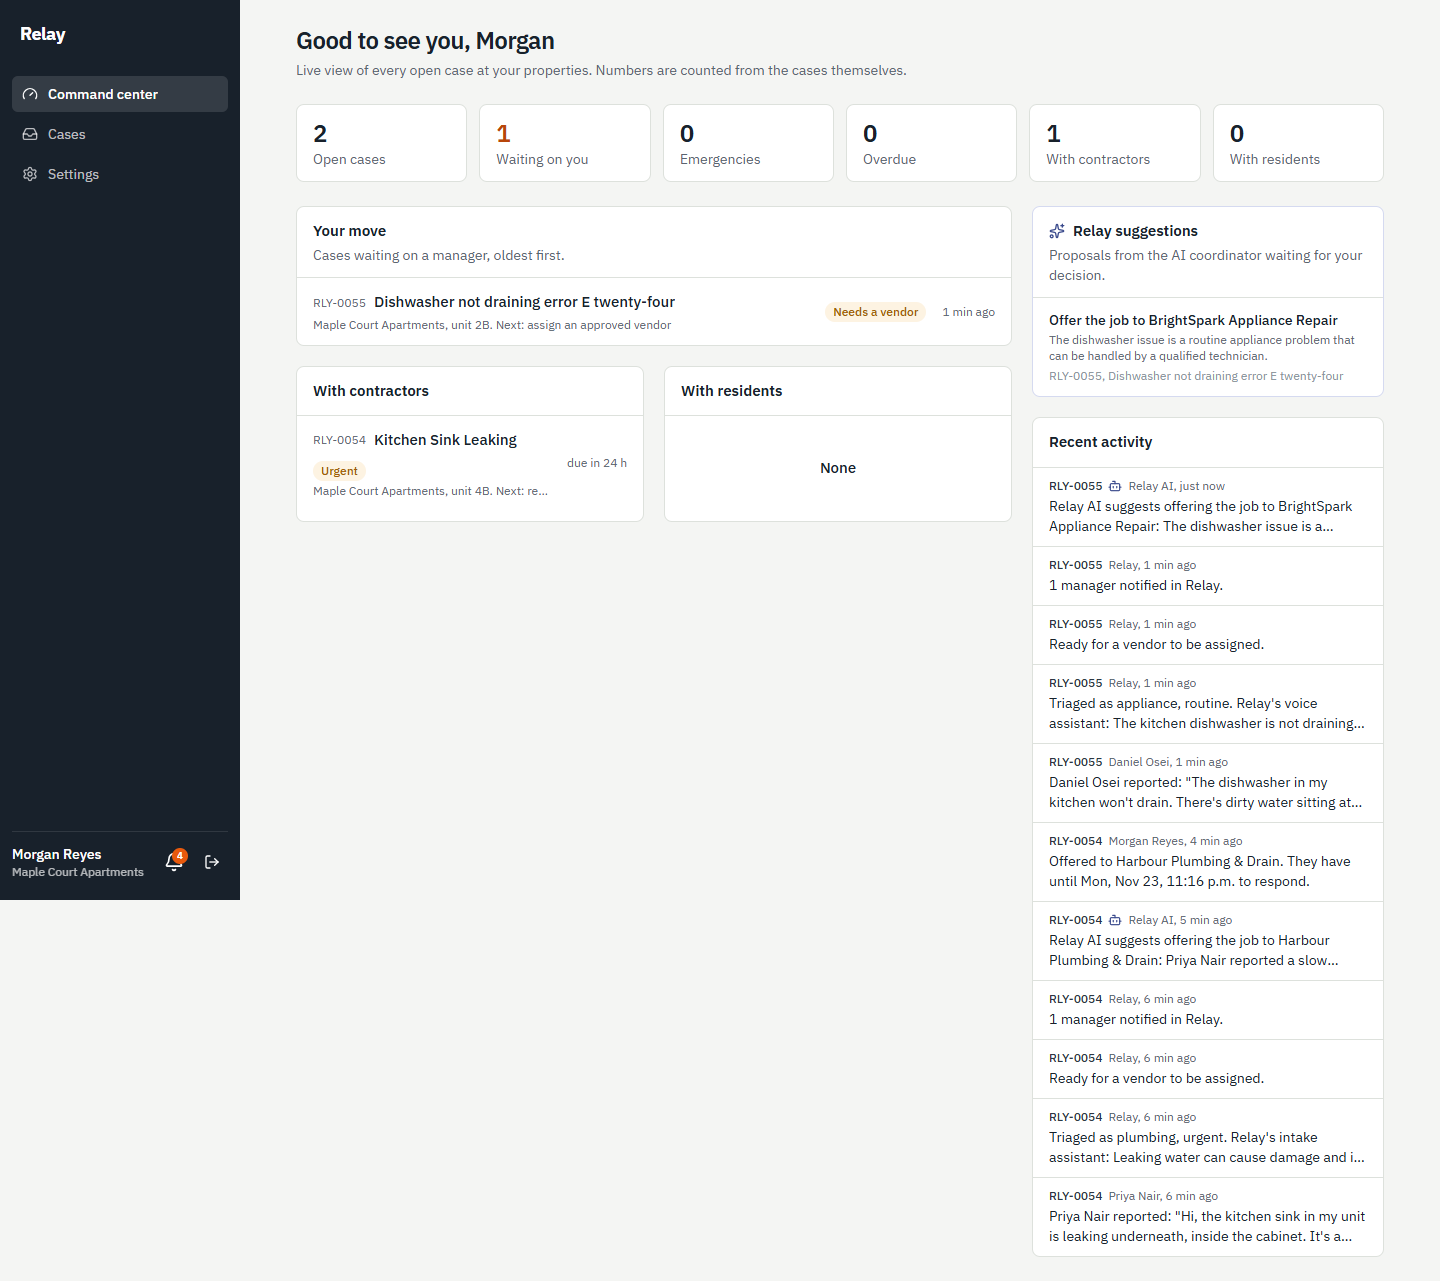 Relay
Command center
Cases
Settings
Morgan Reyes
Maple Court Apartments
4
Good to see you, Morgan
Live view of every open case at your properties. Numbers are counted from the cases themselves.
2
Open cases
1
Waiting on you
0
Emergencies
0
Overdue
1
With contractors
0
With residents
Your move
Cases waiting on a manager, oldest first.
RLY-0055 Dishwasher not draining error E twenty-four
Maple Court Apartments, unit 2B. Next: assign an approved vendor
Needs a vendor
1 min ago
With contractors
RLY-0054 Kitchen Sink Leaking
Urgent
due in 24 h
Maple Court Apartments, unit 4B. Next: re...
With residents
None
Relay suggestions
Proposals from the AI coordinator waiting for your
decision.
Offer the job to BrightSpark Appliance Repair
The dishwasher issue is a routine appliance problem that
can be handled by a qualified technician.
RLY-0055, Dishwasher not draining error E twenty-four
Recent activity
RLY-0055 Relay AI, just now
Relay AI suggests offering the job to BrightSpark
Appliance Repair: The dishwasher issue is a...
RLY-0055 Relay, 1 min ago
1 manager notified in Relay.
RLY-0055 Relay, 1 min ago
Ready for a vendor to be assigned.
RLY-0055 Relay, 1 min ago
Triaged as appliance, routine. Relay's voice
assistant: The kitchen dishwasher is not draining...
RLY-0055 Daniel Osei, 1 min ago
Daniel Osei reported: "The dishwasher in my
kitchen won't drain. There's dirty water sitting at...
RLY-0054 Morgan Reyes, 4 min ago
Offered to Harbour Plumbing & Drain. They have
until Mon, Nov 23, 11:16 p.m. to respond.
RLY-0054 Relay AI, 5 min ago
Relay AI suggests offering the job to Harbour
Plumbing & Drain: Priya Nair reported a slow...
RLY-0054 Relay, 6 min ago
1 manager notified in Relay.
RLY-0054 Relay, 6 min ago
Ready for a vendor to be assigned.
RLY-0054 Relay, 6 min ago
Triaged as plumbing, urgent. Relay's intake
assistant: Leaking water can cause damage and i...
RLY-0054 Priya Nair, 6 min ago
Priya Nair reported: "Hi, the kitchen sink in my unit
is leaking underneath, inside the cabinet. It's a...